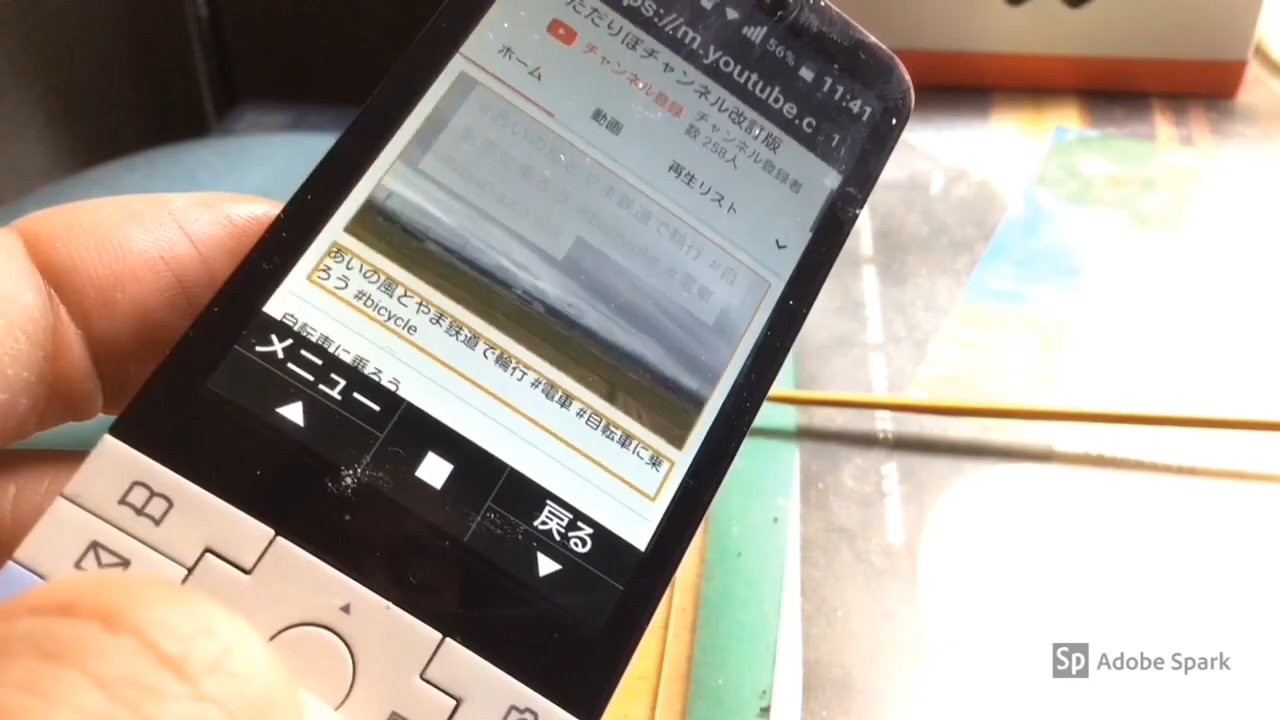 56% 11:41
ps://m.youtube.c 1
ただりほチャンネル改訂版
チャンネル登録 チャンネル登録者
数 258人
ホーム 動画 再生リスト
あいの風とやま鉄道で輪行 #電車 #自転車に乗
ろう #bicycle
自転車に乗ろう
メニュー
戻る
Sp Adobe Spark